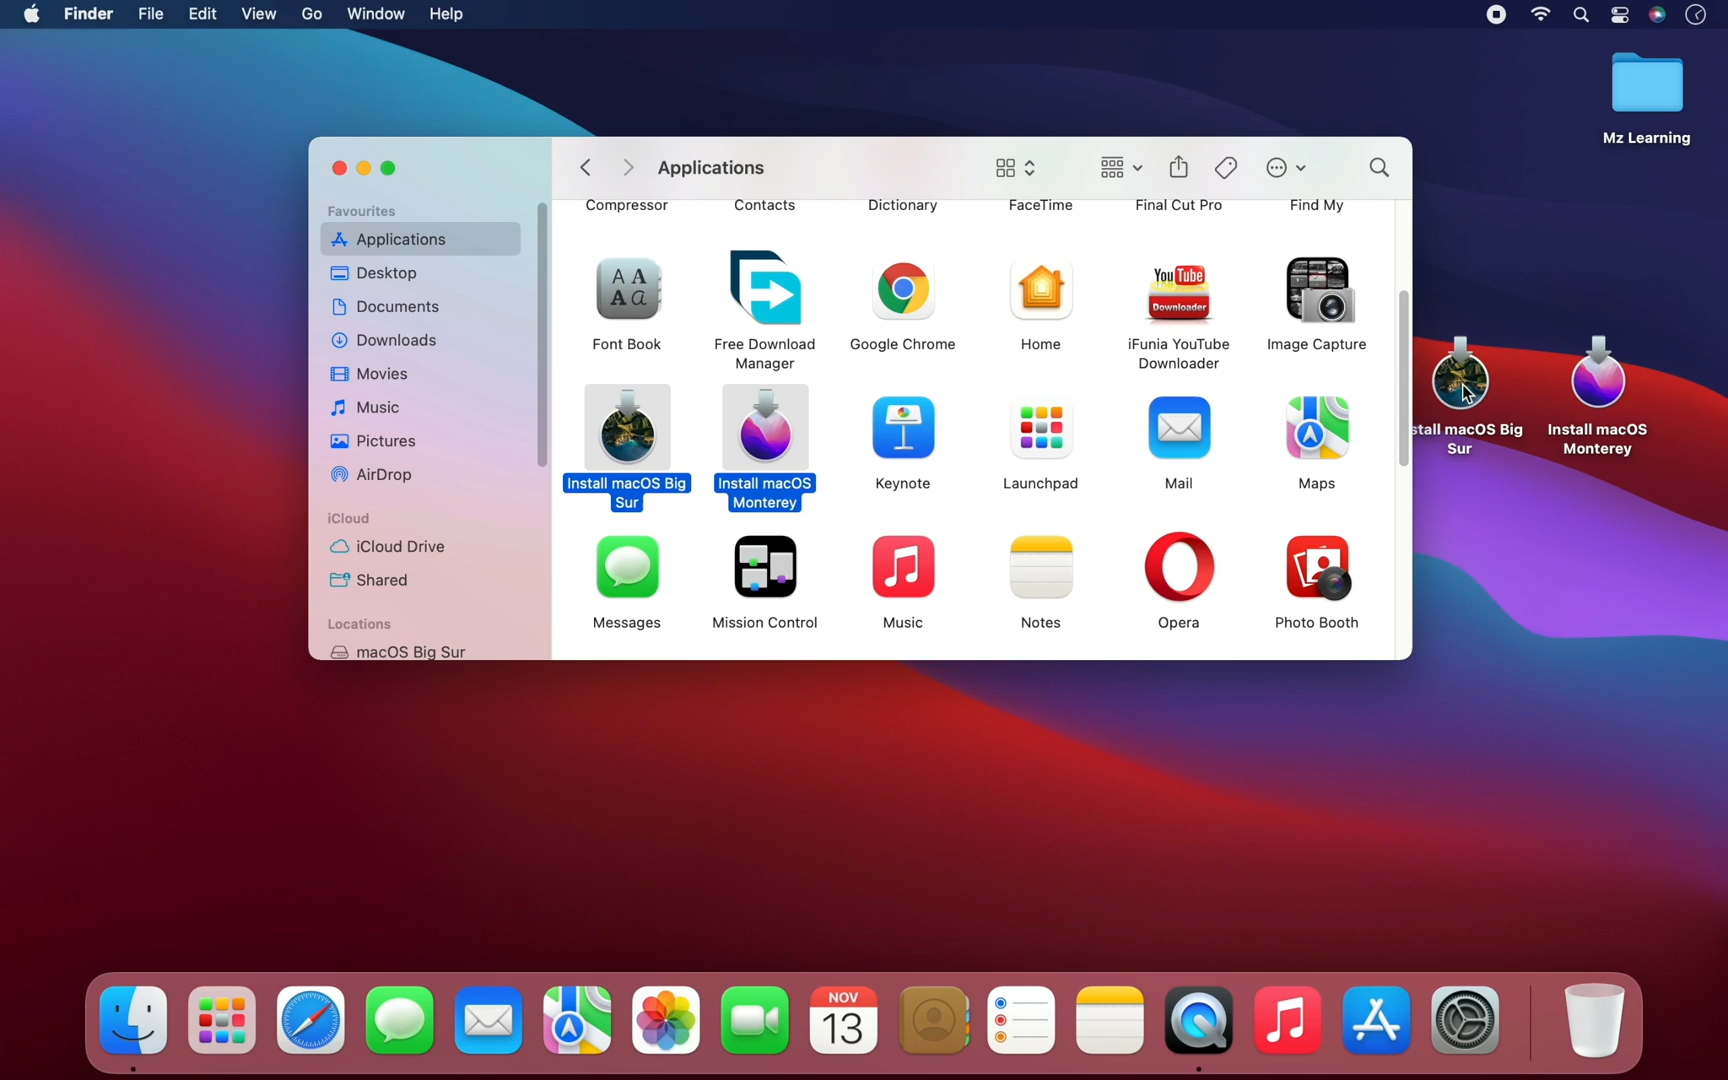 Finder File Edit View Go Window Help
Mz Learning
Applications
Favourites
Applications
Desktop
Documents
Downloads
Movies
Music
Pictures
AirDrop
iCloud
iCloud Drive
Shared
Locations
macOS Big Sur
Compressor Contacts Dictionary FaceTime Final Cut Pro Find My
A A
A a
You Tube
Downloader
Font Book Free Download Google Chrome Home iFunia YouTube Image Capture
Manager Downloader
Install macOS Big Install macOS Keynote Launchpad Mail Maps
Sur Monterey
Messages Mission Control Music Notes Opera Photo Booth
stall macOS Big Install macOS
Sur Monterey
NOV
13